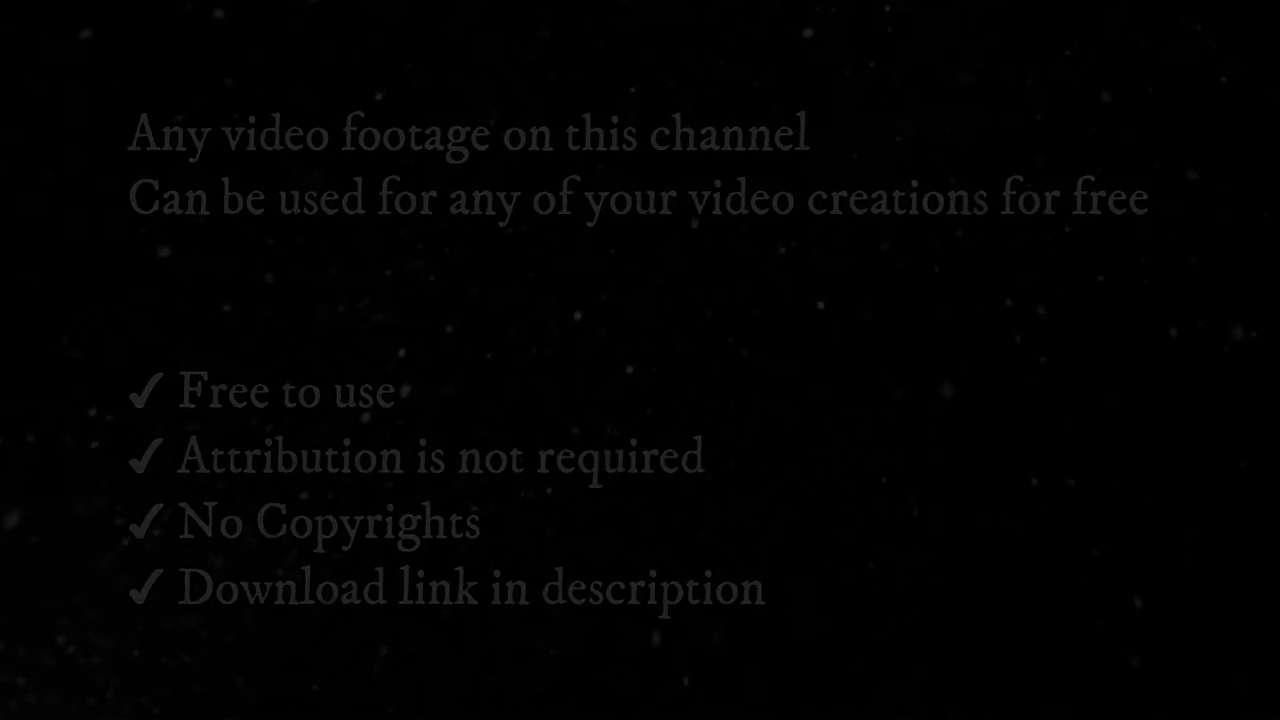 Any video footage on this channel
Can be used for any of your video creations for free
✓ Free to use
✓ Attribution is not required
✓ No Copyrights
✓ Download link in description